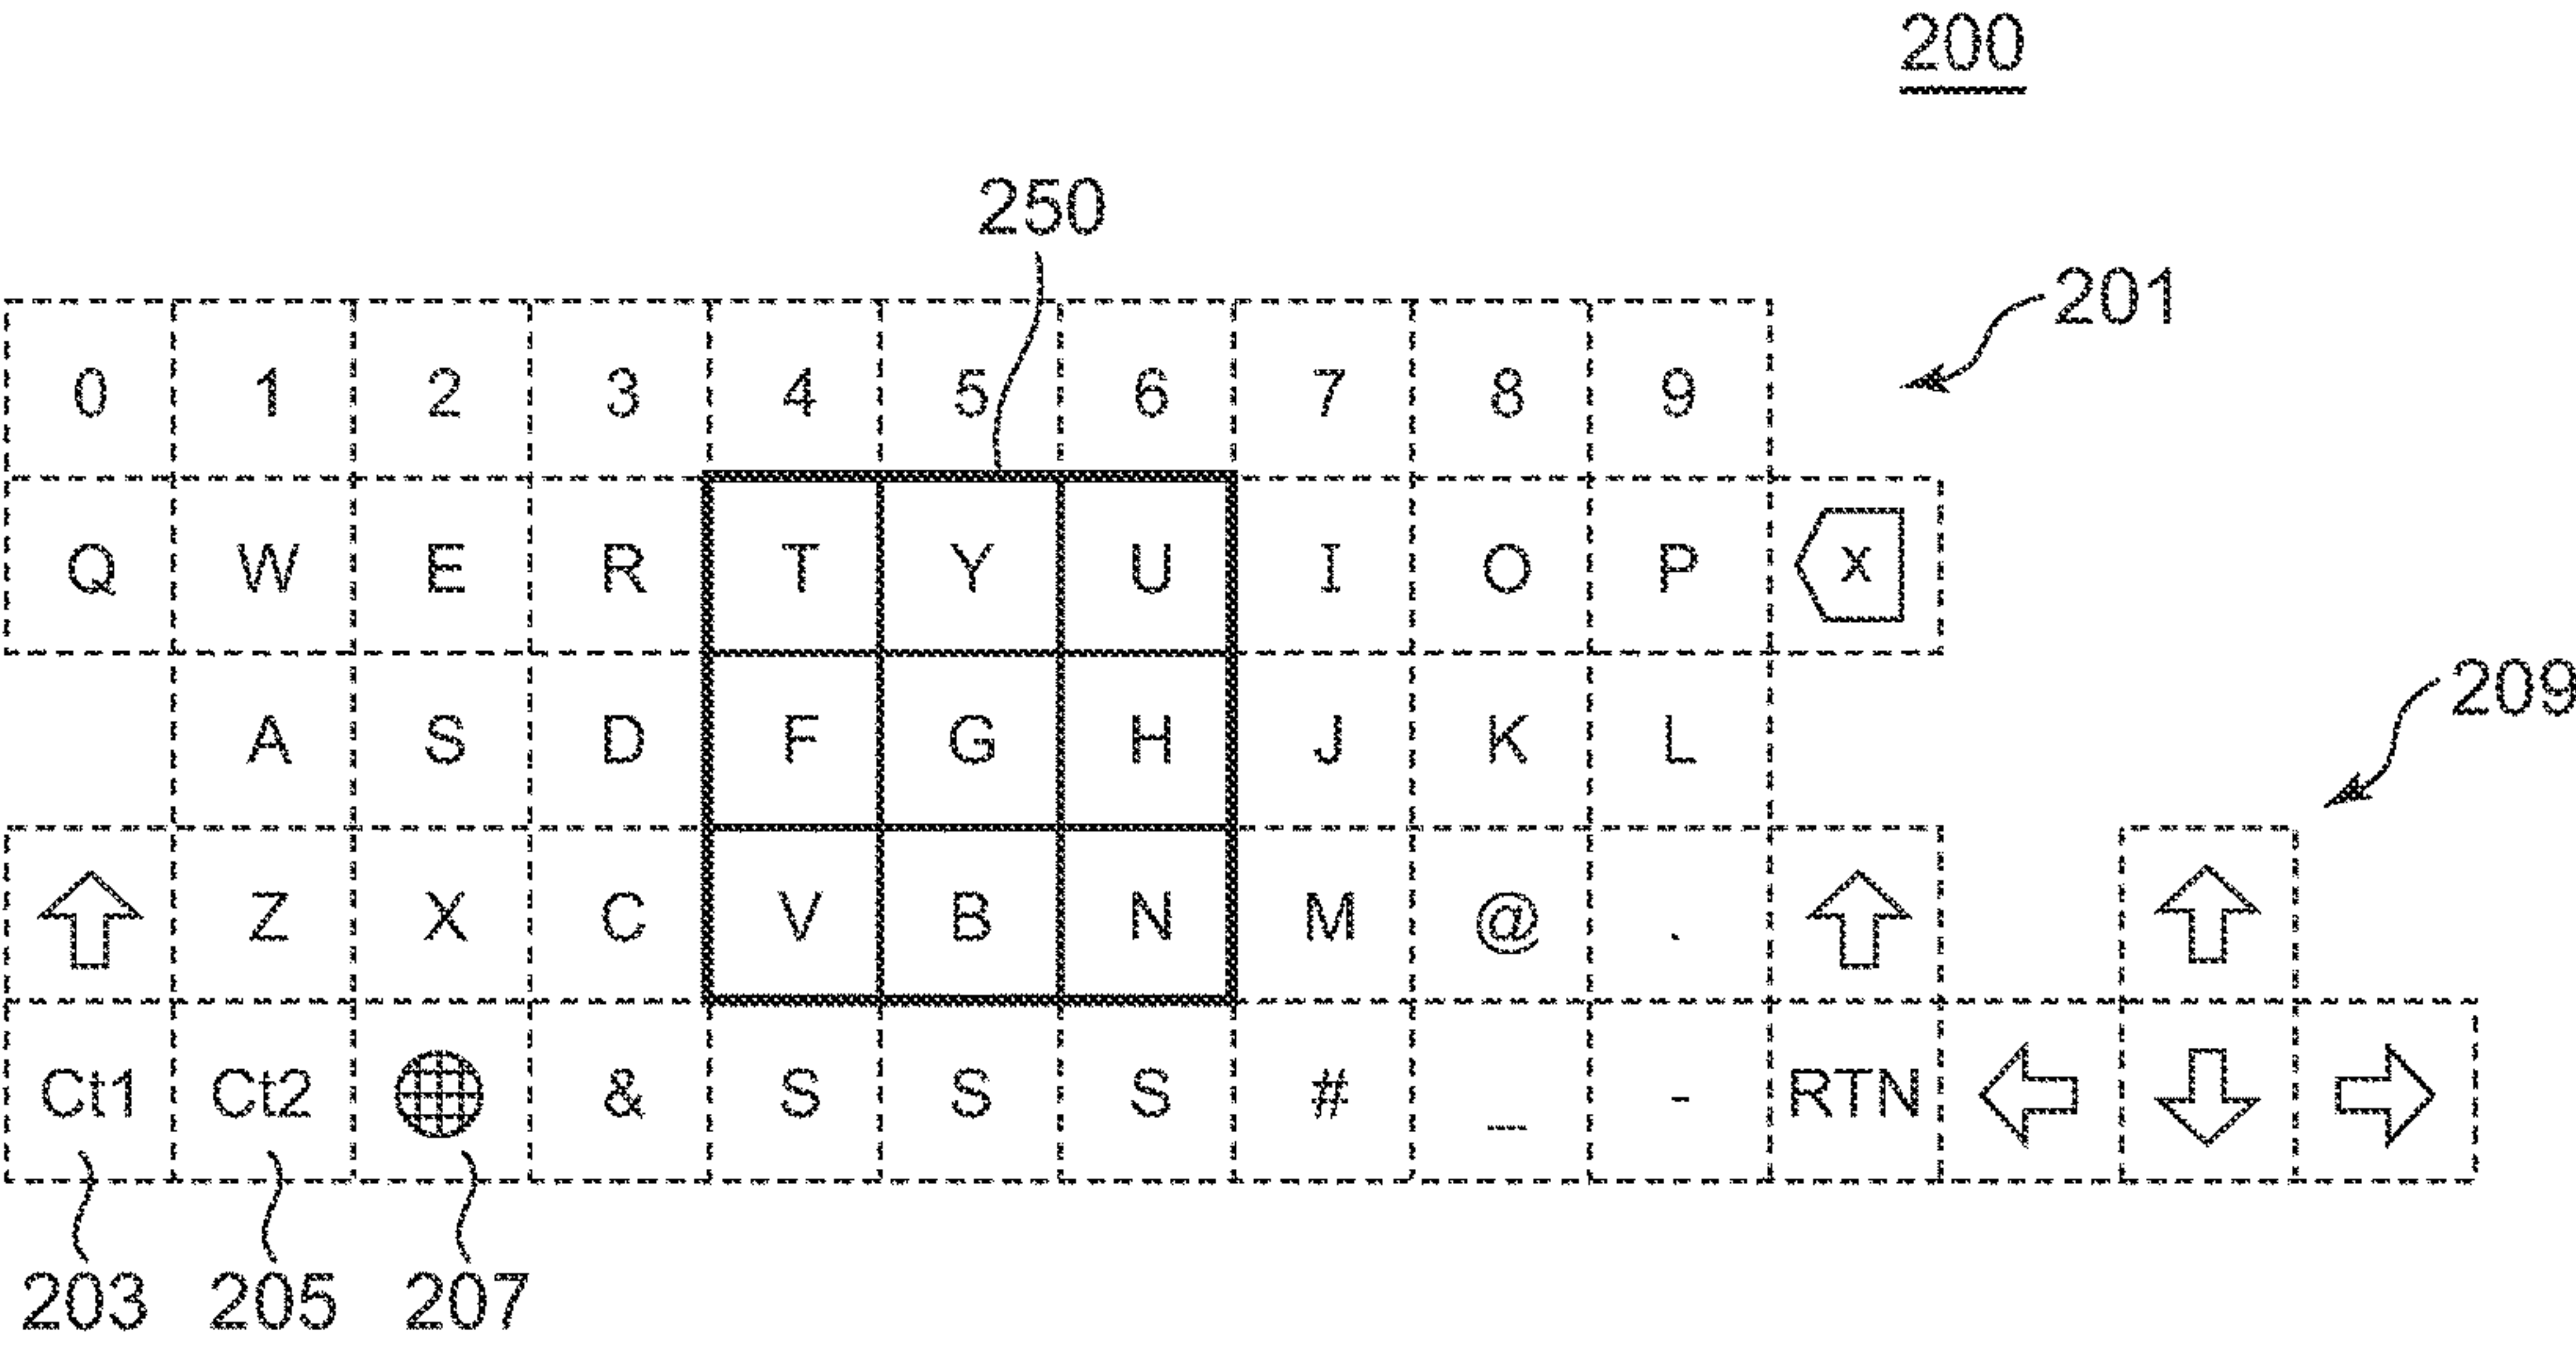 200
250
201
0 1 2 3 4 5 6 7 8 9
Q W E R T Y U I O P X
A S D F G H J K L
209
Z X C V B N M @ .
Ct1 Ct2 & S S S # _ - RTN
203 205 207